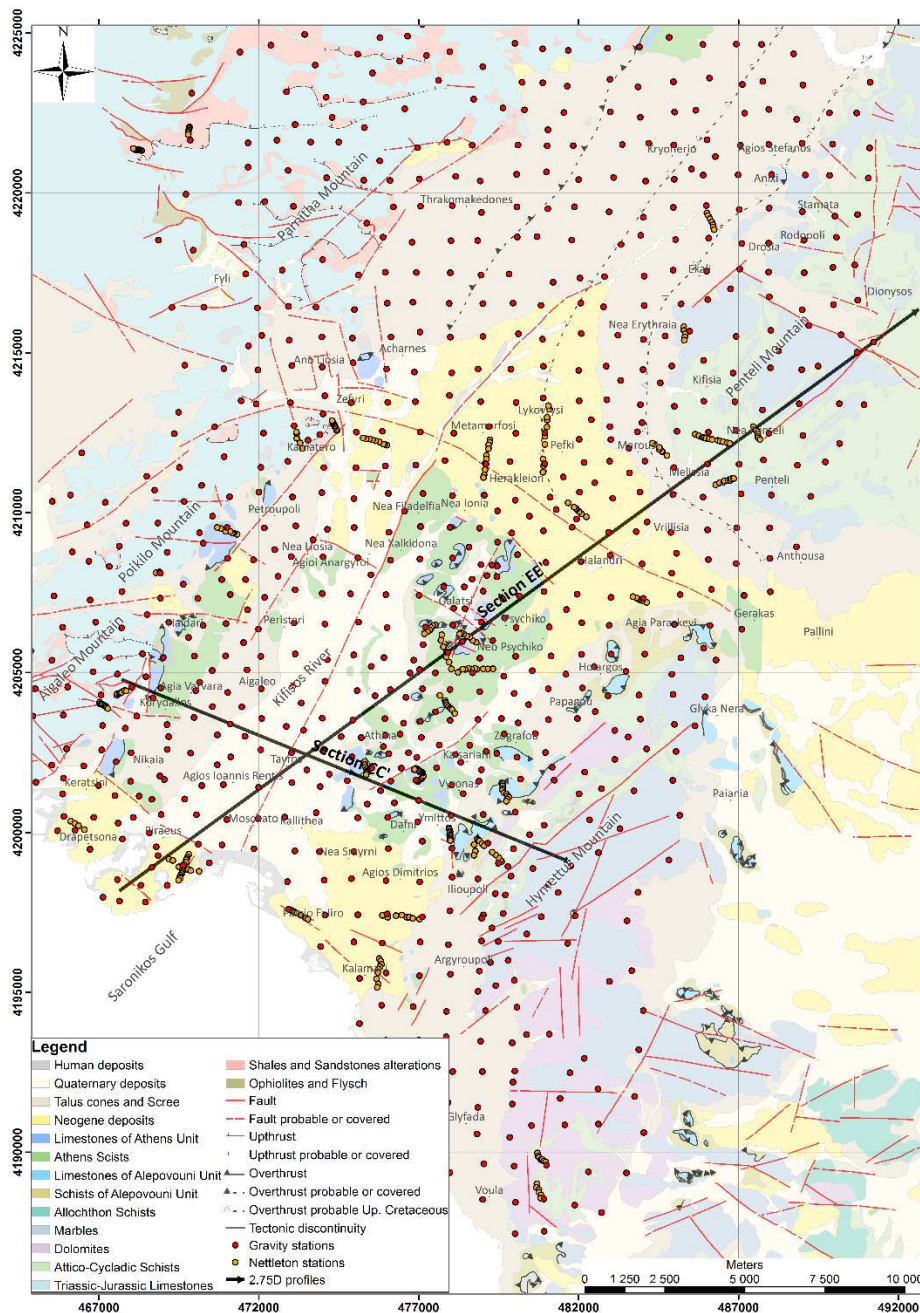 4225000
4220000
4215000
4210000
4205000
4200000
4195000
4190000
N
Kryonerio
Agios Stefanos
Anixi
Stamata
Rodopoli
Drosia
Ekali
Dionysos
Parnitha Mountain
Thrakomakedones
Fyli
Acharnes
Ano Liosia
Zefyri
Kamatero
Nea Erythraia
Kifisia
Penteli Mountain
Lykovrysi
Metamorfosi
Pefki
Marousi
Nea Penteli
Melissia
Penteli
Herakleion
Petroupoli
Poikilo Mountain
Nea Filadelfia
Nea Ionia
Nea Xalkidona
Nea Liosia
Agioi Anargyroi
Vrilissia
Anthousa
Halandri
Galatsi
Section EE'
Psychiko
Neo Psychiko
Agia Paraskevi
Gerakas
Pallini
Haidari
Peristeri
Aigaleo Mountain
Agia Varvara
Aigaleo
Korydallos
Kifisos River
Holargos
Papagou
Glyka Nera
Athina
Zografou
Section CC'
Kaisariani
Nikaia
Tayros
Agios Ioannis Rentis
Keratsini
Vyronas
Paiania
Drapetsona
Piraeus
Moschato
Kallithea
Dafni
Ymittos
Nea Smyrni
Agios Dimitrios
Ilioupoli
Hymettus Mountain
Palaio Faliro
Saronikos Gulf
Kalamaki
Argyroupoli
Glyfada
Voula
Legend
Human deposits
Quaternary deposits
Talus cones and Scree
Neogene deposits
Limestones of Athens Unit
Athens Scists
Limestones of Alepovouni Unit
Schists of Alepovouni Unit
Allochthon Schists
Marbles
Dolomites
Attico-Cycladic Schists
Triassic-Jurassic Limestones
Shales and Sandstones alterations
Ophiolites and Flysch
Fault
Fault probable or covered
Upthrust
Upthrust probable or covered
Overthrust
Overthrust probable or covered
Overthrust probable Up. Cretaceous
Tectonic discontinuity
Gravity stations
Nettleton stations
2.75D profiles
Meters
0 1 250 2 500 5 000 7 500 10 000
467000 472000 477000 482000 487000 492000